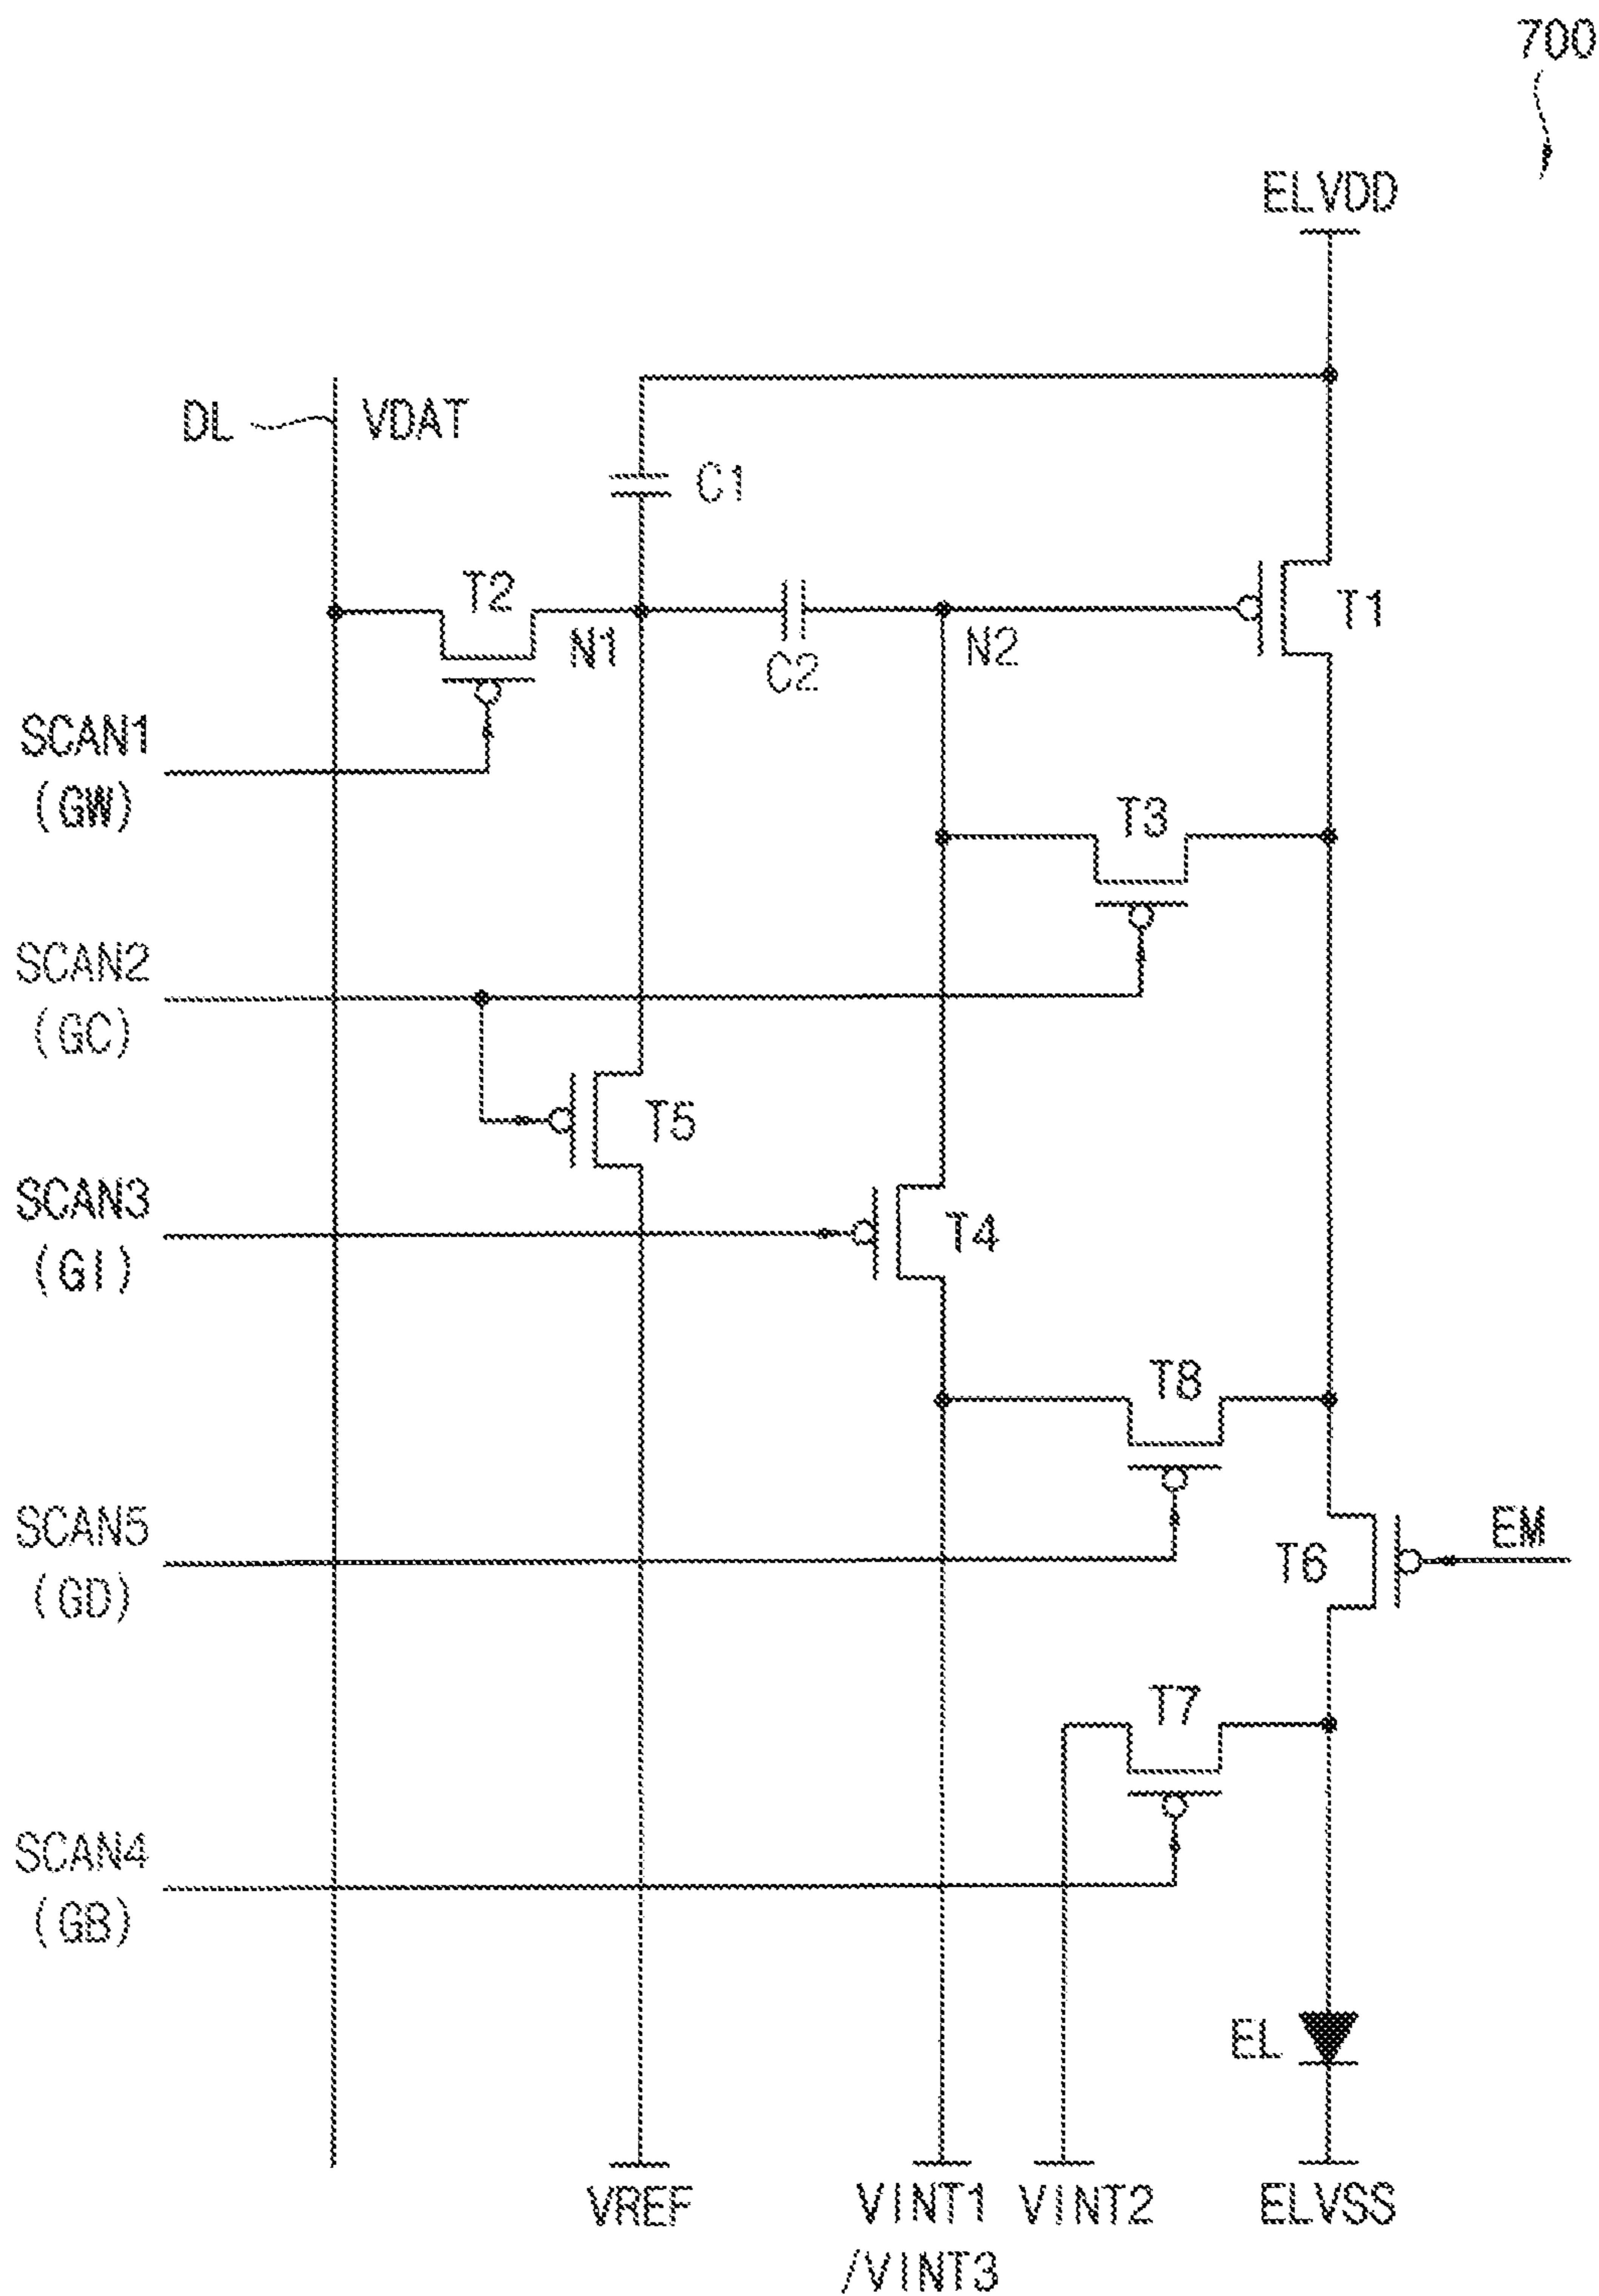 700
ELVDD
DL
VDAT
C1
T2
T1
N1
C2
N2
SCAN1
(GW)
T3
SCAN2
(GC)
T5
SCAN3
(GI)
T4
T8
SCAN5
(GD)
T6
EM
T7
SCAN4
(GB)
EL
VREF
VINT1
/VINT3
VINT2
ELVSS